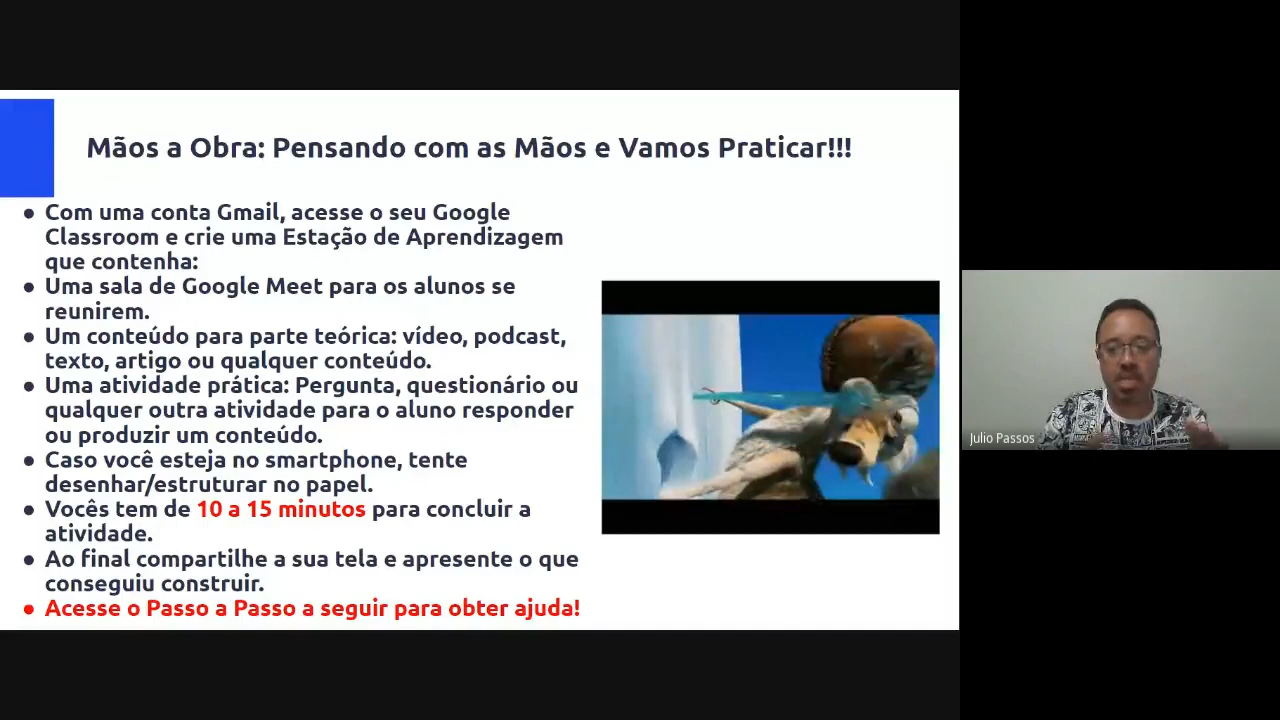 Mãos a Obra: Pensando com as Mãos e Vamos Praticar!!!
● Com uma conta Gmail, acesse o seu Google
Classroom e crie uma Estação de Aprendizagem
que contenha:
● Uma sala de Google Meet para os alunos se
reunirem.
● Um conteúdo para parte teórica: vídeo, podcast,
texto, artigo ou qualquer conteúdo.
● Uma atividade prática: Pergunta, questionário ou
qualquer outra atividade para o aluno responder
ou produzir um conteúdo.
● Caso você esteja no smartphone, tente
desenhar/estruturar no papel.
● Vocês tem de 10 a 15 minutos para concluir a
atividade.
● Ao final compartilhe a sua tela e apresente o que
conseguiu construir.
● Acesse o Passo a Passo a seguir para obter ajuda!
Julio Passos